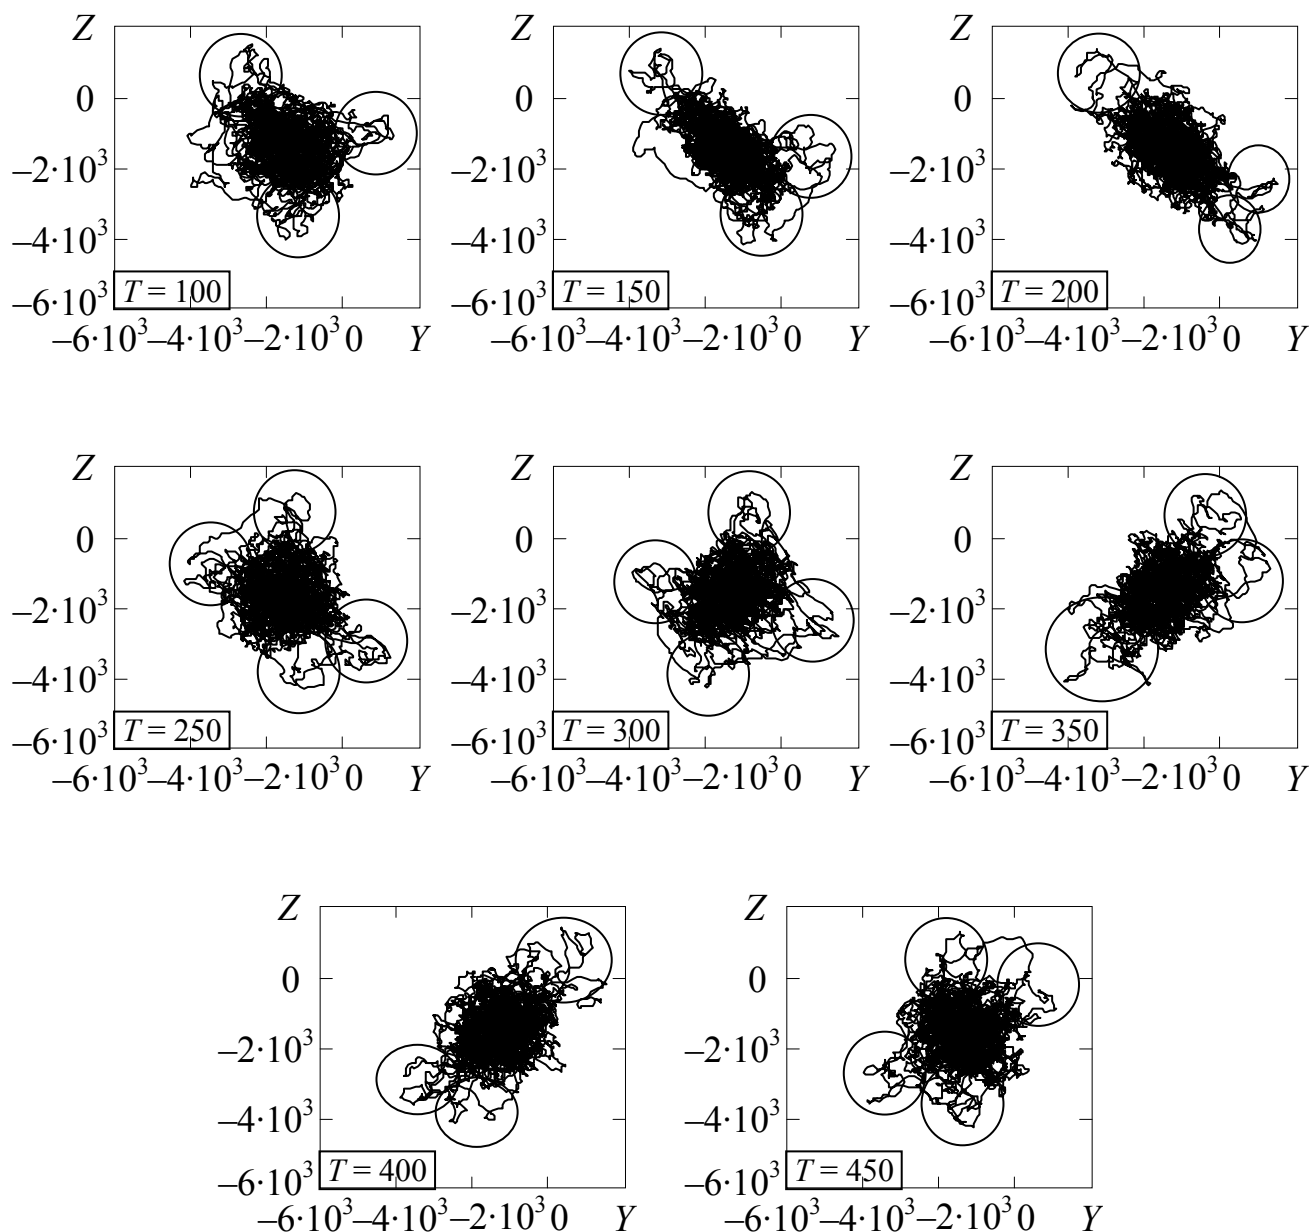 Z Z Z
0 0 0
–2·10³ –2·10³ –2·10³
–4·10³ –4·10³ –4·10³
T = 100 T = 150 T = 200
–6·10³ –6·10³ –6·10³
–6·10³ –4·10³ –2·10³ 0 Y –6·10³ –4·10³ –2·10³ 0 Y –6·10³ –4·10³ –2·10³ 0 Y
Z Z Z
0 0 0
–2·10³ –2·10³ –2·10³
–4·10³ –4·10³ –4·10³
T = 250 T = 300 T = 350
–6·10³ –6·10³ –6·10³
–6·10³ –4·10³ –2·10³ 0 Y –6·10³ –4·10³ –2·10³ 0 Y –6·10³ –4·10³ –2·10³ 0 Y
Z Z
0 0
–2·10³ –2·10³
–4·10³ –4·10³
T = 400 T = 450
–6·10³ –6·10³
–6·10³ –4·10³ –2·10³ 0 Y –6·10³ –4·10³ –2·10³ 0 Y